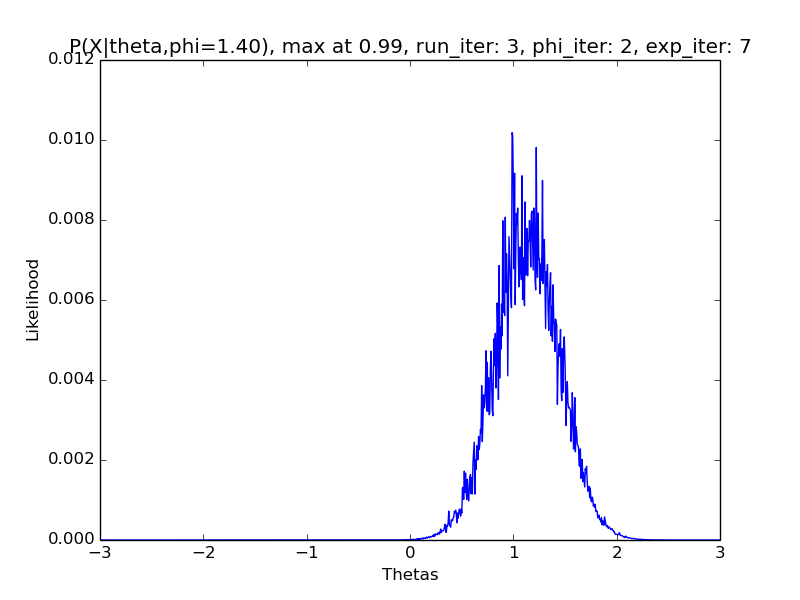 P(X|theta,phi=1.40), max at 0.99, run_iter: 3, phi_iter: 2, exp_iter: 7
0.012
0.010
0.008
0.006
0.004
0.002
0.000
Likelihood
−3 −2 −1 0 1 2 3
Thetas